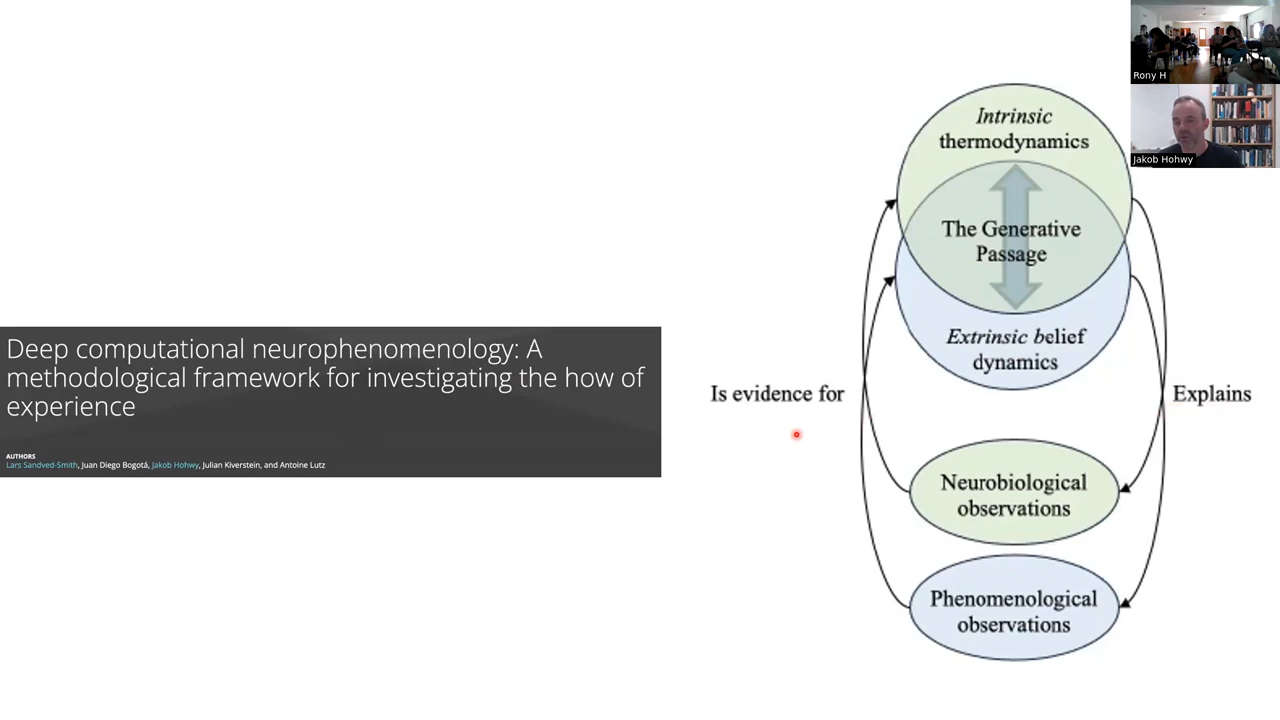 Rony H
Jakob Hohwy
Deep computational neurophenomenology: A
methodological framework for investigating the how of
experience
AUTHORS
Lars Sandved-Smith, Juan Diego Bogotá, Jakob Hohwy, Julian Kiverstein, and Antoine Lutz
Intrinsic
thermodynamics
The Generative
Passage
Extrinsic belief
dynamics
Is evidence for
Explains
Neurobiological
observations
Phenomenological
observations